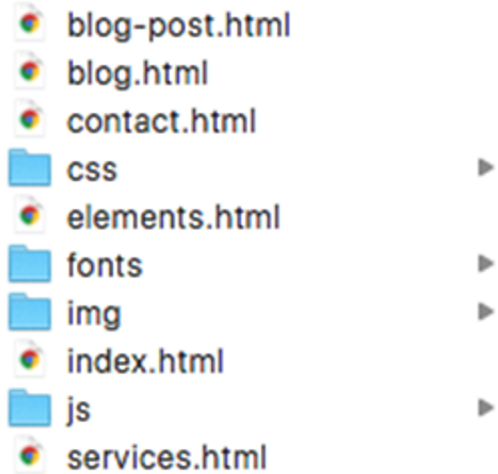 blog-post.html
blog.html
contact.html
css
elements.html
fonts
img
index.html
js
services.html